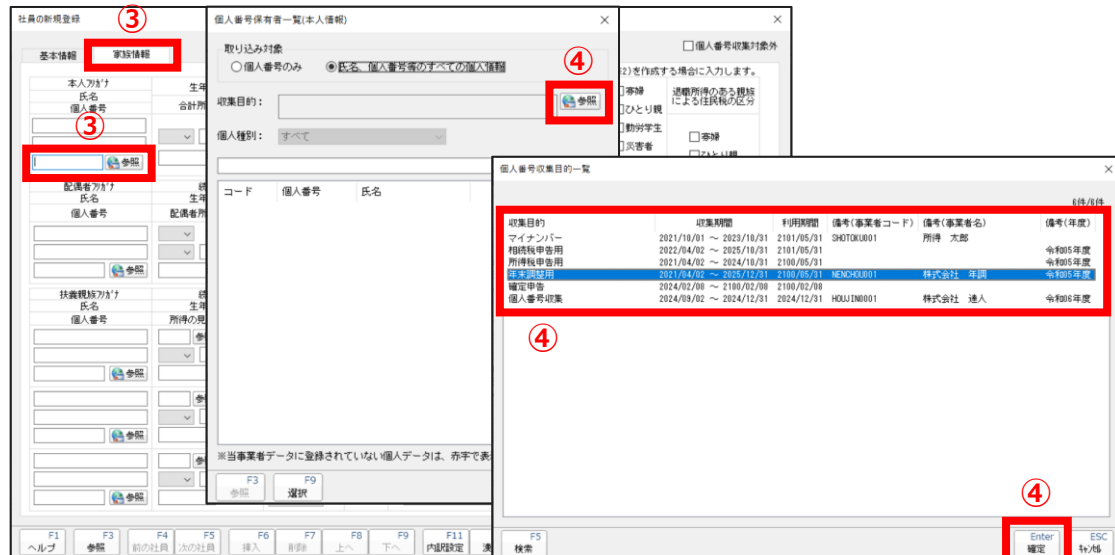 社員の新規登録
③
基本情報
家族情報
本人ﾌﾘｶﾞﾅ
氏名
個人番号
合計所
③
参照
配偶者ﾌﾘｶﾞﾅ
氏名
生年
個人番号
配偶者所
参照
扶養親族ﾌﾘｶﾞﾅ
氏名
生年
個人番号
所得の見
参照
参照
参照
F1
ヘルプ
F3
参照
F4
前の社員
F5
次の社員
F6
挿入
F7
削除
F8
上へ
F9
下へ
F11
内訳設定
個人番号保有者一覧(本人情報)
×
取り込み対象
○個人番号のみ
◉氏名、個人番号等のすべての個人情報
④
収集目的：
参照
個人種別：
すべて
コード
個人番号
氏名
※当事業者データに登録されていない個人データは、赤字で表
F3
参照
F9
選択
×
□個人番号収集対象外
を作成する場合に入力します。
寡婦
ひとり親
勤労学生
災害者
退職所得のある親族
による住民税の区分
□寡婦
個人番号収集目的一覧
×
6件/6件
収集目的 収集期間 利用期間 備考(事業者コード) 備考(事業者名) 備考(年度)
マイナンバー 2021/10/01 ～ 2023/10/31 2101/05/31 SHOTOKU001 所得 太郎
相続税申告用 2022/04/02 ～ 2025/10/31 2101/05/31 令和05年度
所得税申告用 2021/04/02 ～ 2024/10/31 2100/05/31 令和05年度
年末調整用 2021/04/02 ～ 2025/12/31 2100/05/31 NENCHOU001 株式会社 年調 令和05年度
確定申告 2024/02/08 ～ 2100/02/08 2100/02/08
個人番号収集 2024/09/02 ～ 2024/12/31 2024/12/31 HOUJIN0001 株式会社 達人 令和06年度
④
④
F5
検索
Enter
確定
ESC
ｷｬﾝｾﾙ